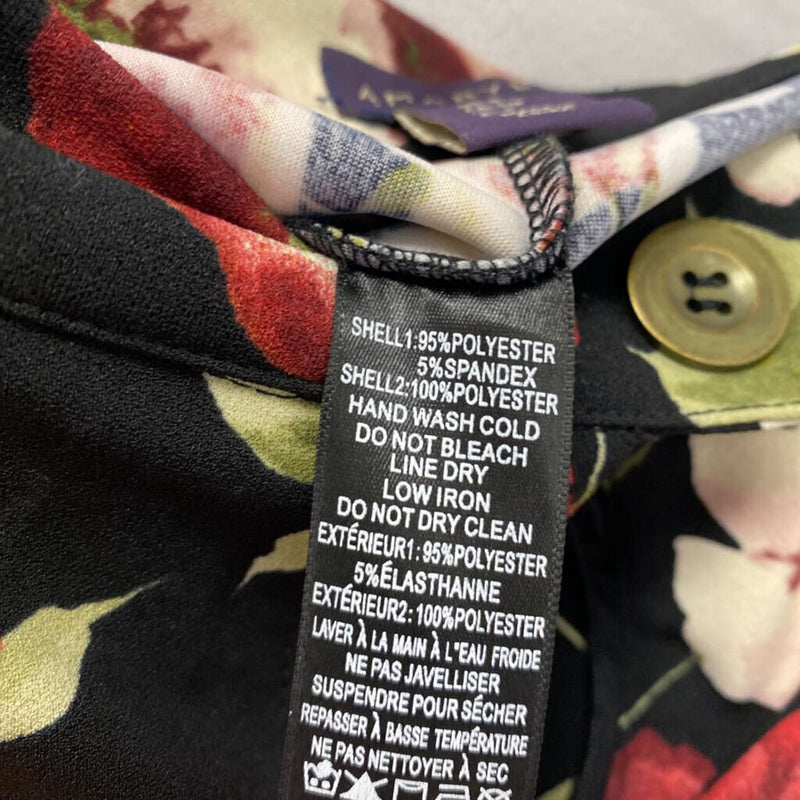 SHELL1:95%POLYESTER
5%SPANDEX
SHELL2:100%POLYESTER
HAND WASH COLD
DO NOT BLEACH
LINE DRY
LOW IRON
DO NOT DRY CLEAN
EXTÉRIEUR1: 95%POLYESTER
5%ÉLASTHANNE
EXTÉRIEUR2: 100%POLYESTER
LAVER À LA MAIN À L"EAU FROIDE
NE PAS JAVELLISER
SUSPENDRE POUR SÉCHER
REPASSER À BASSE TEMPÉRATURE
NE PAS NETTOYER À SEC